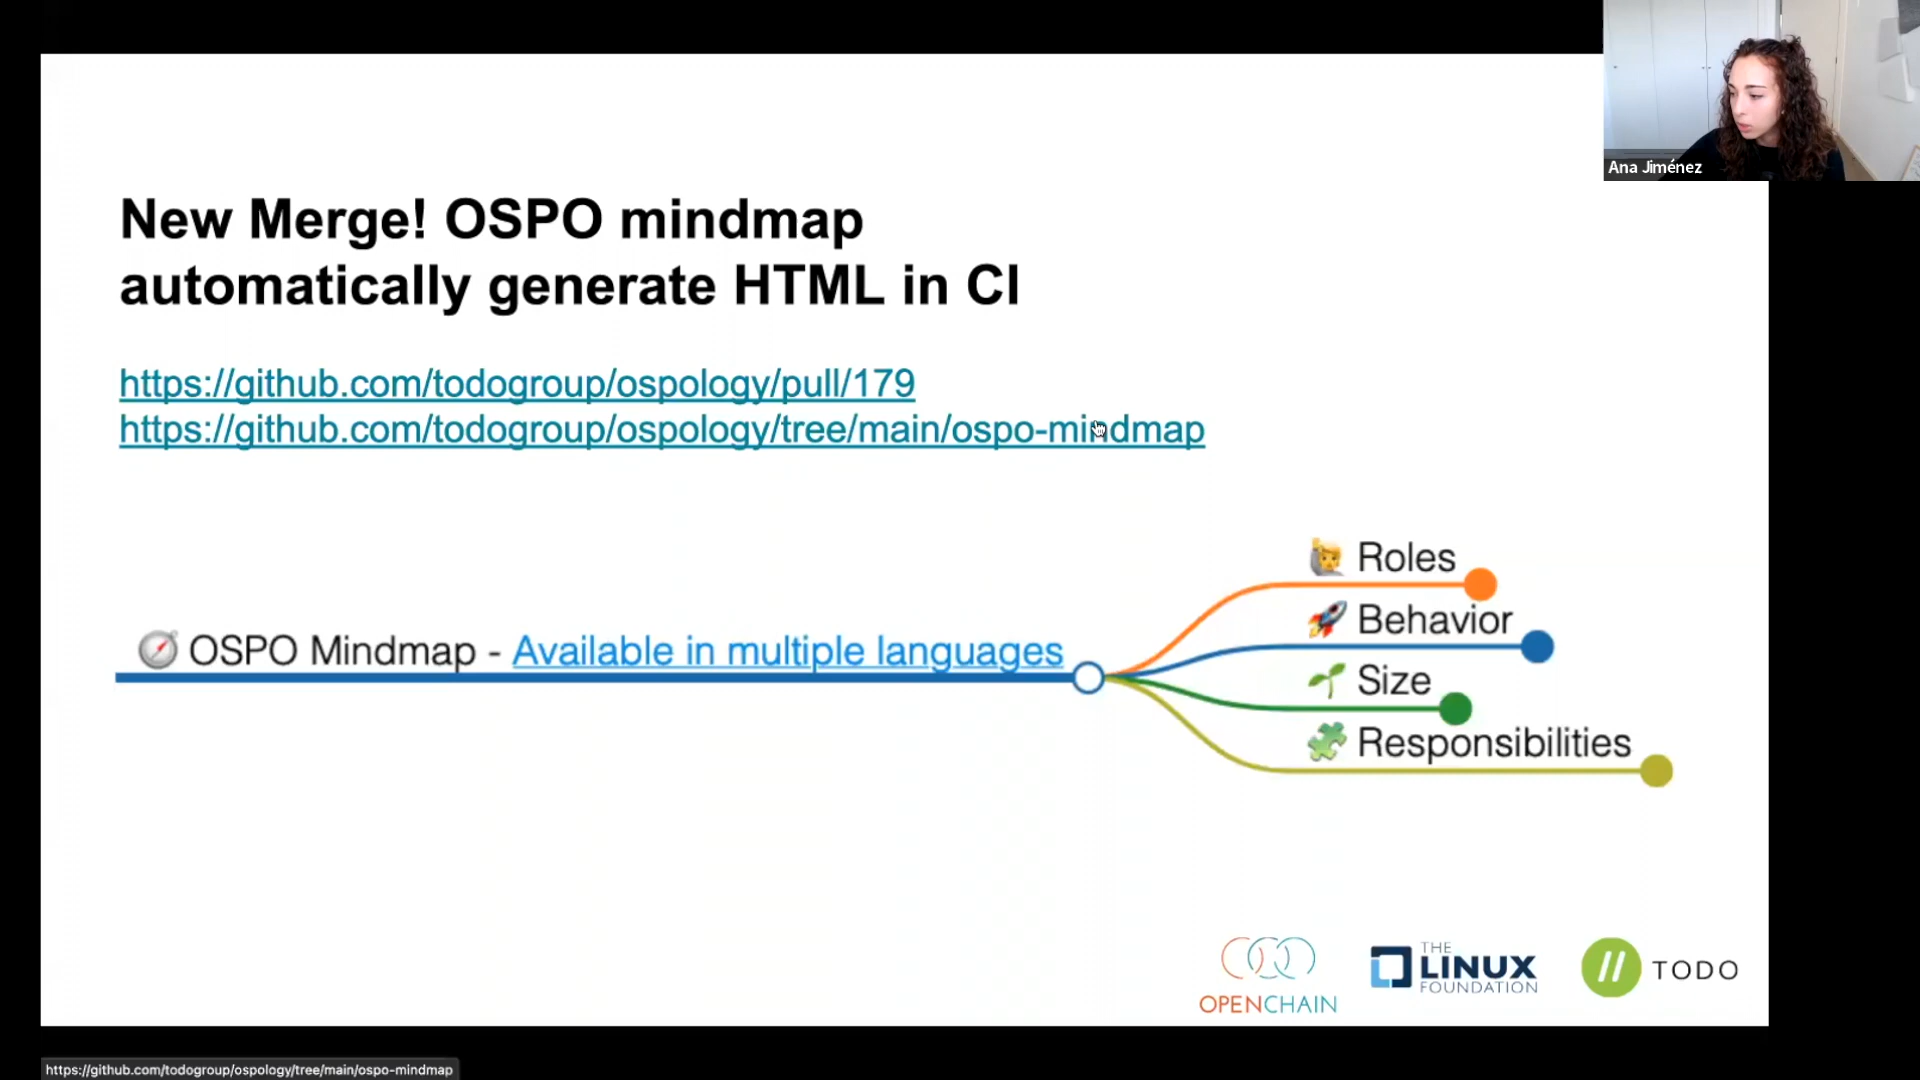 Ana Jiménez
New Merge! OSPO mindmap
automatically generate HTML in CI
https://github.com/todogroup/ospology/pull/179
https://github.com/todogroup/ospology/tree/main/ospo-mindmap
OSPO Mindmap - Available in multiple languages
Roles
Behavior
Size
Responsibilities
OPENCHAIN
THE
LINUX
FOUNDATION
TODO
https://github.com/todogroup/ospology/tree/main/ospo-mindmap